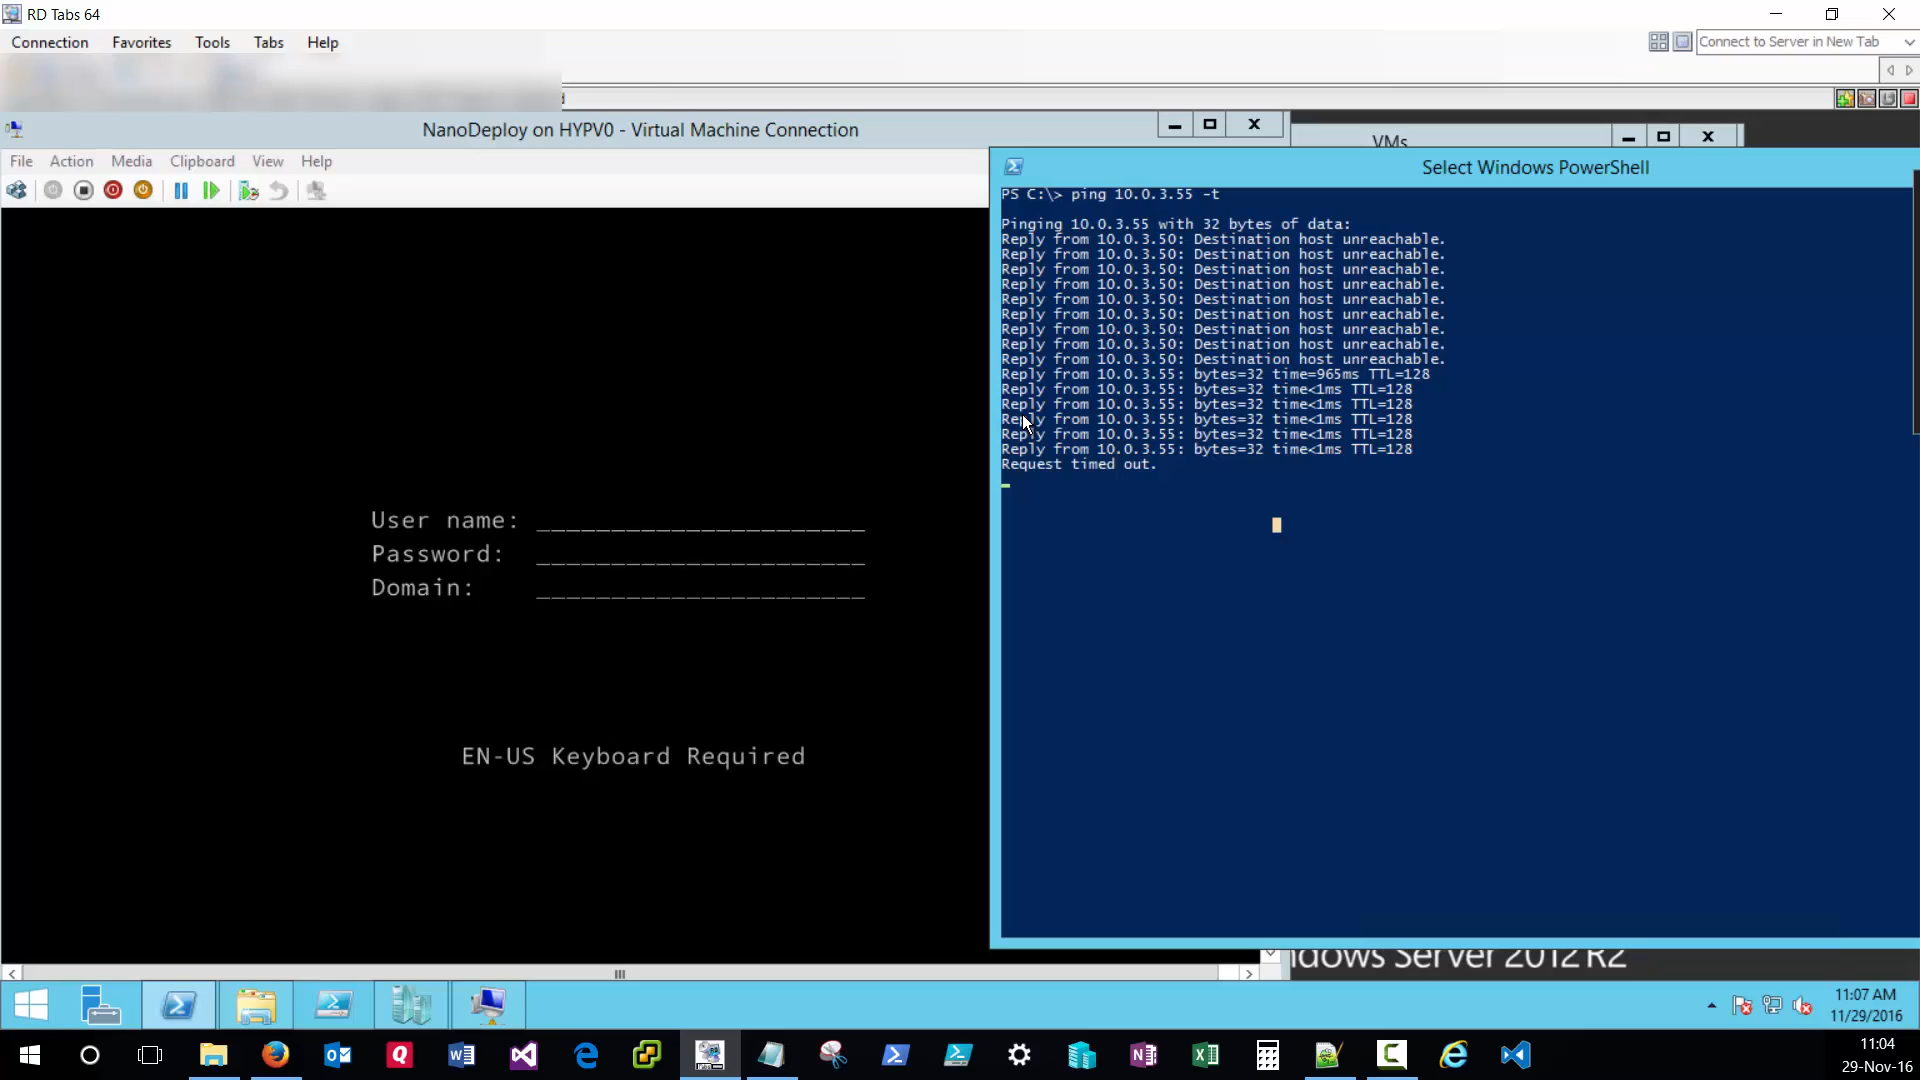 RD Tabs 64
Connection Favorites Tools Tabs Help
Connect to Server in New Tab
NanoDeploy on HYPV0 - Virtual Machine Connection
VMs
File Action Media Clipboard View Help
Select Windows PowerShell
PS C:\> ping 10.0.3.55 -t
Pinging 10.0.3.55 with 32 bytes of data:
Reply from 10.0.3.50: Destination host unreachable.
Reply from 10.0.3.50: Destination host unreachable.
Reply from 10.0.3.50: Destination host unreachable.
Reply from 10.0.3.50: Destination host unreachable.
Reply from 10.0.3.50: Destination host unreachable.
Reply from 10.0.3.50: Destination host unreachable.
Reply from 10.0.3.50: Destination host unreachable.
Reply from 10.0.3.50: Destination host unreachable.
Reply from 10.0.3.50: Destination host unreachable.
Reply from 10.0.3.55: bytes=32 time=965ms TTL=128
Reply from 10.0.3.55: bytes=32 time<1ms TTL=128
Reply from 10.0.3.55: bytes=32 time<1ms TTL=128
Reply from 10.0.3.55: bytes=32 time<1ms TTL=128
Reply from 10.0.3.55: bytes=32 time<1ms TTL=128
Reply from 10.0.3.55: bytes=32 time<1ms TTL=128
Request timed out.
User name: ______________________
Password: ______________________
Domain: ______________________
EN-US Keyboard Required
ndows Server 2012 R2
11:07 AM
11/29/2016
11:04
29-Nov-16